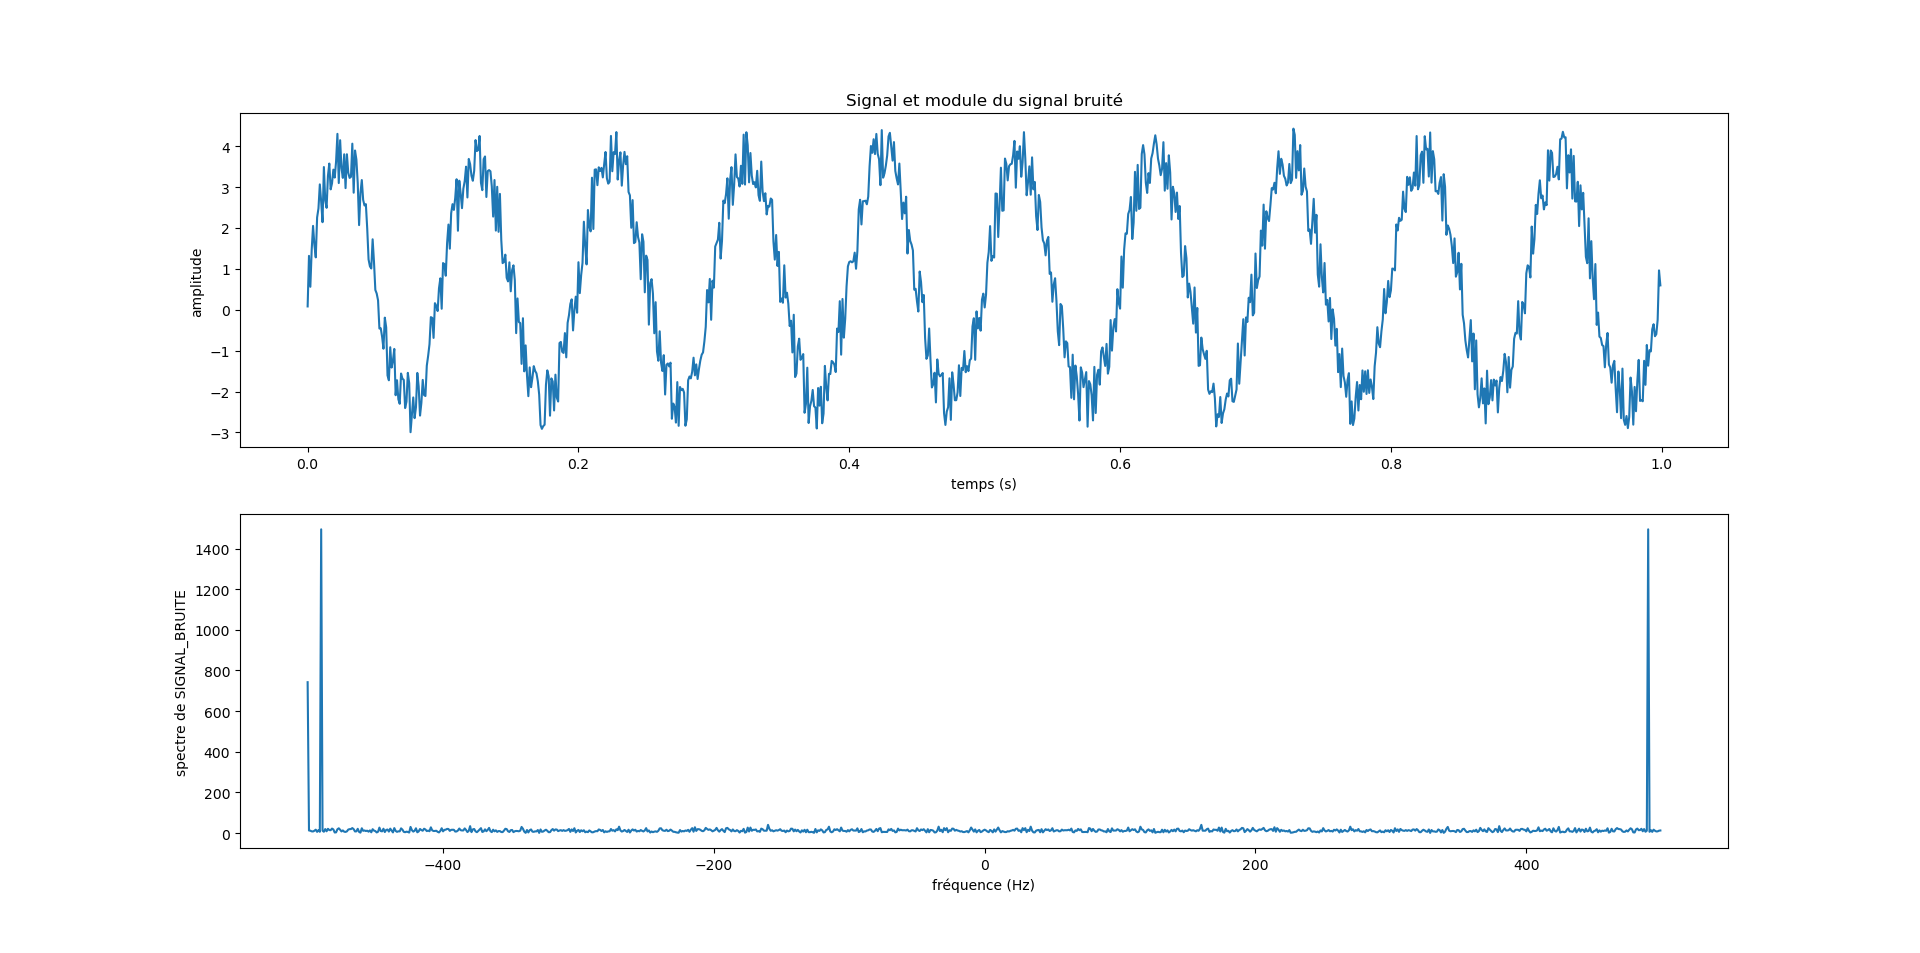 Signal et module du signal bruité
amplitude
4
3
2
1
0
−1
−2
−3
0.0 0.2 0.4 0.6 0.8 1.0
temps (s)
spectre de SIGNAL_BRUITE
1400
1200
1000
800
600
400
200
0
−400 −200 0 200 400
fréquence (Hz)